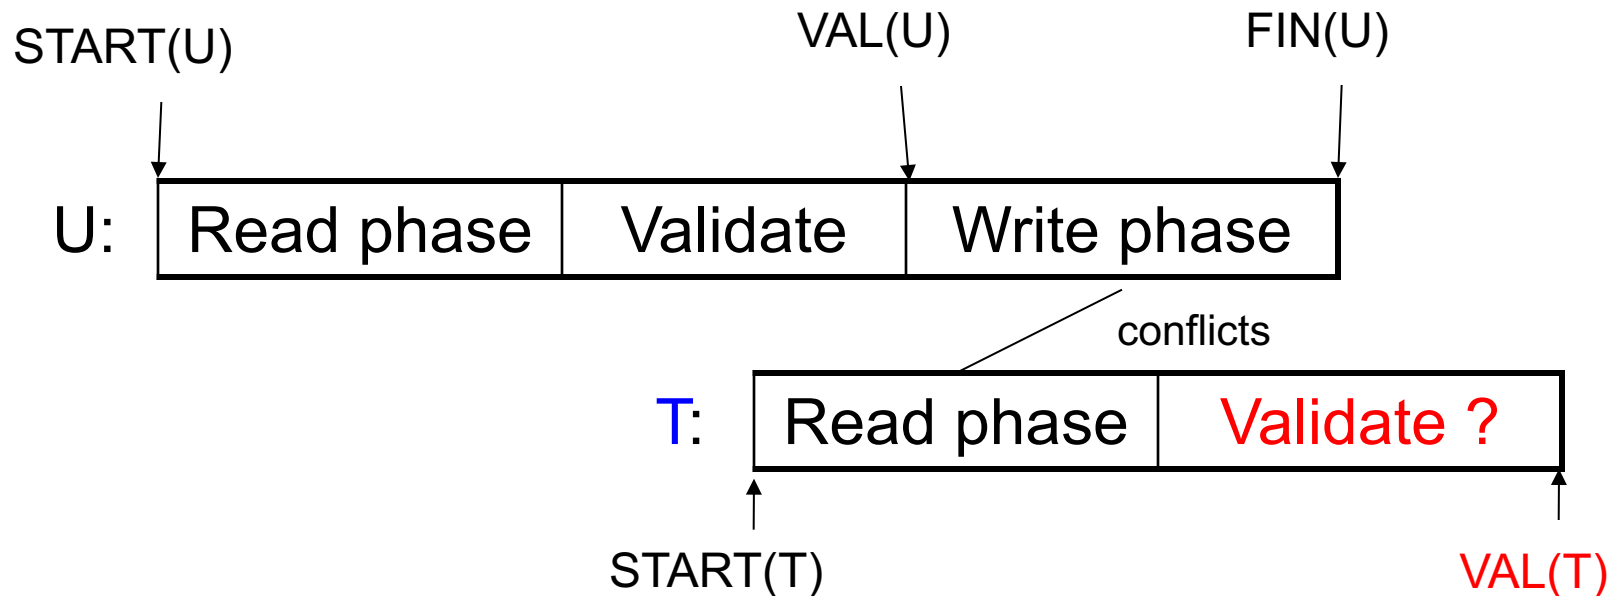 START(U)
VAL(U)
FIN(U)
U: Read phase Validate Write phase
conflicts
T: Read phase Validate ?
START(T)
VAL(T)